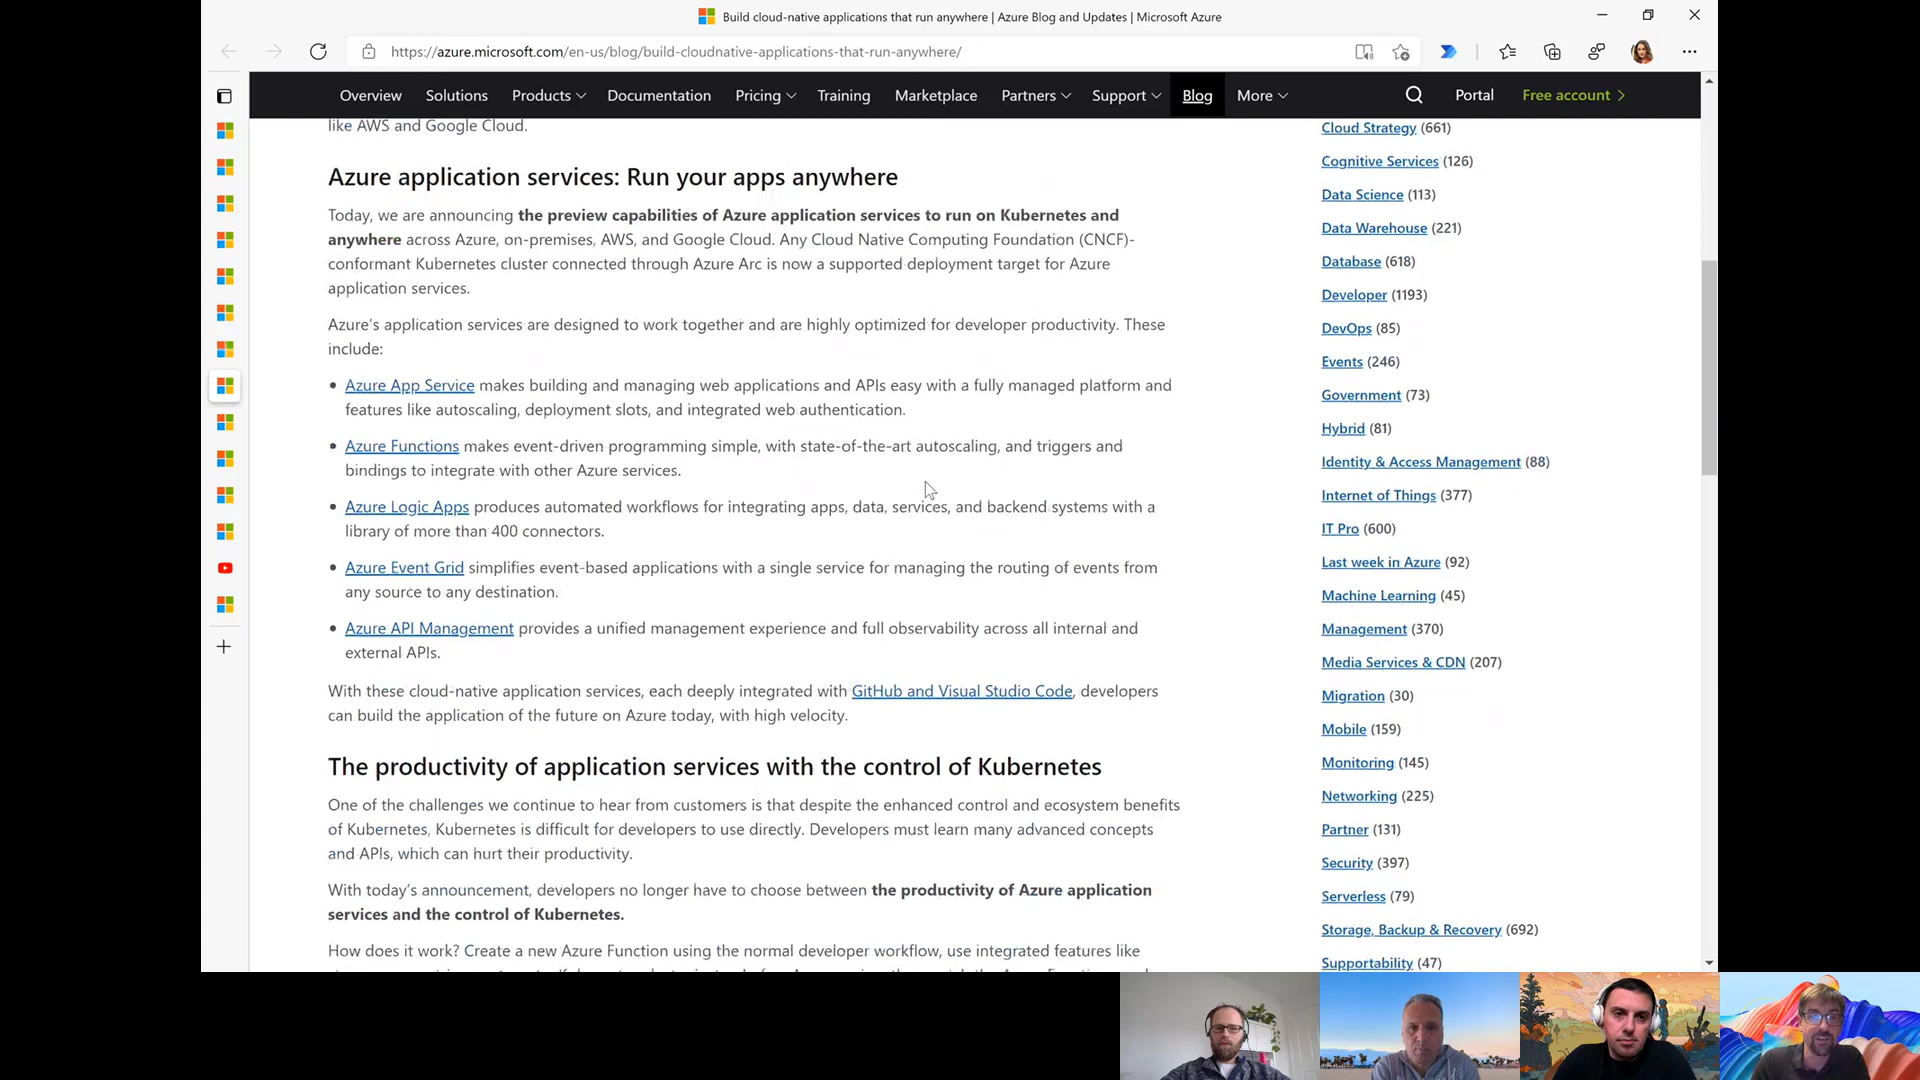 Build cloud-native applications that run anywhere | Azure Blog and Updates | Microsoft Azure
https://azure.microsoft.com/en-us/blog/build-cloudnative-applications-that-run-anywhere/
Overview
Solutions
Products
Documentation
Pricing
Training
Marketplace
Partners
Support
Blog
More
Portal
Free account
like AWS and Google Cloud.
Azure application services: Run your apps anywhere
Today, we are announcing the preview capabilities of Azure application services to run on Kubernetes and
anywhere across Azure, on-premises, AWS, and Google Cloud. Any Cloud Native Computing Foundation (CNCF)-
conformant Kubernetes cluster connected through Azure Arc is now a supported deployment target for Azure
application services.
Azure's application services are designed to work together and are highly optimized for developer productivity. These
include:
• Azure App Service makes building and managing web applications and APIs easy with a fully managed platform and
features like autoscaling, deployment slots, and integrated web authentication.
• Azure Functions makes event-driven programming simple, with state-of-the-art autoscaling, and triggers and
bindings to integrate with other Azure services.
• Azure Logic Apps produces automated workflows for integrating apps, data, services, and backend systems with a
library of more than 400 connectors.
• Azure Event Grid simplifies event-based applications with a single service for managing the routing of events from
any source to any destination.
• Azure API Management provides a unified management experience and full observability across all internal and
external APIs.
With these cloud-native application services, each deeply integrated with GitHub and Visual Studio Code, developers
can build the application of the future on Azure today, with high velocity.
The productivity of application services with the control of Kubernetes
One of the challenges we continue to hear from customers is that despite the enhanced control and ecosystem benefits
of Kubernetes, Kubernetes is difficult for developers to use directly. Developers must learn many advanced concepts
and APIs, which can hurt their productivity.
With today's announcement, developers no longer have to choose between the productivity of Azure application
services and the control of Kubernetes.
How does it work? Create a new Azure Function using the normal developer workflow, use integrated features like
Cloud Strategy (661)
Cognitive Services (126)
Data Science (113)
Data Warehouse (221)
Database (618)
Developer (1193)
DevOps (85)
Events (246)
Government (73)
Hybrid (81)
Identity & Access Management (88)
Internet of Things (377)
IT Pro (600)
Last week in Azure (92)
Machine Learning (45)
Management (370)
Media Services & CDN (207)
Migration (30)
Mobile (159)
Monitoring (145)
Networking (225)
Partner (131)
Security (397)
Serverless (79)
Storage, Backup & Recovery (692)
Supportability (47)